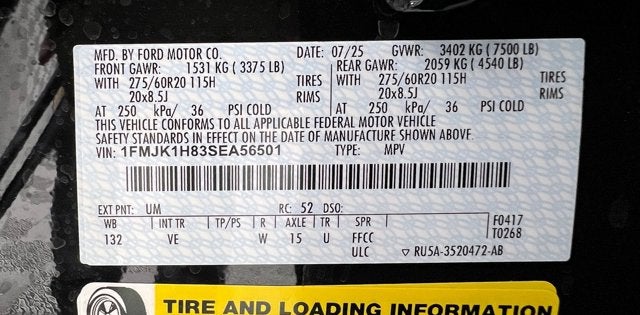 MFD. BY FORD MOTOR CO. DATE: 07/25 GVWR: 3402 KG ( 7500 LB)
FRONT GAWR: 1531 KG ( 3375 LB) REAR GAWR: 2059 KG ( 4540 LB)
WITH 275/60R20 115H TIRES WITH 275/60R20 115H TIRES
20x8.5J RIMS 20x8.5J RIMS
AT 250 kPa/ 36 PSI COLD AT 250 kPa/ 36 PSI COLD
THIS VEHICLE CONFORMS TO ALL APPLICABLE FEDERAL MOTOR VEHICLE
SAFETY STANDARDS IN EFFECT ON THE DATE OF MANUFACTURE SHOWN ABOVE.
VIN: 1FMJK1H83SEA56501 TYPE: MPV
EXT PNT: UM RC: 52 DSO:
WB INT TR TP/PS R AXLE TR SPR F0417
132 VE W 15 U FFCC T0268
ULC RU5A-3520472-AB
TIRE AND LOADING INFORMATION